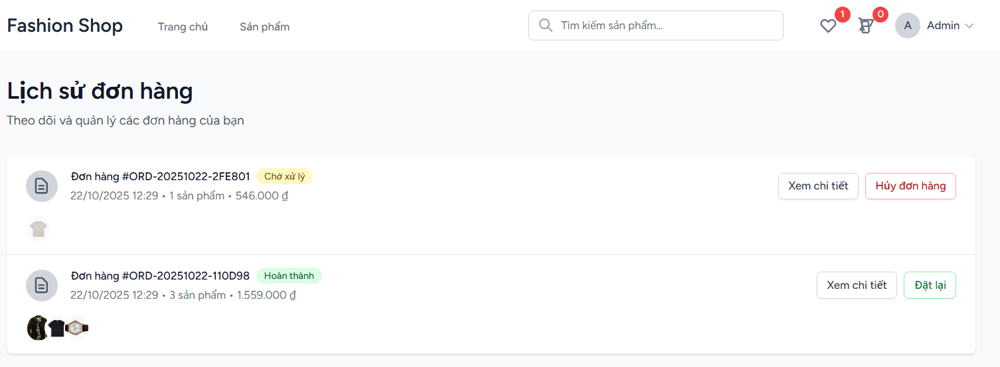 Fashion Shop
Trang chủ
Sản phẩm
Tìm kiếm sản phẩm...
1
0
A
Admin
Lịch sử đơn hàng
Theo dõi và quản lý các đơn hàng của bạn
Đơn hàng #ORD-20251022-2FE801 Chờ xử lý
22/10/2025 12:29 • 1 sản phẩm • 546.000 ₫
Xem chi tiết
Hủy đơn hàng
Đơn hàng #ORD-20251022-110D98 Hoàn thành
22/10/2025 12:29 • 3 sản phẩm • 1.559.000 ₫
Xem chi tiết
Đặt lại